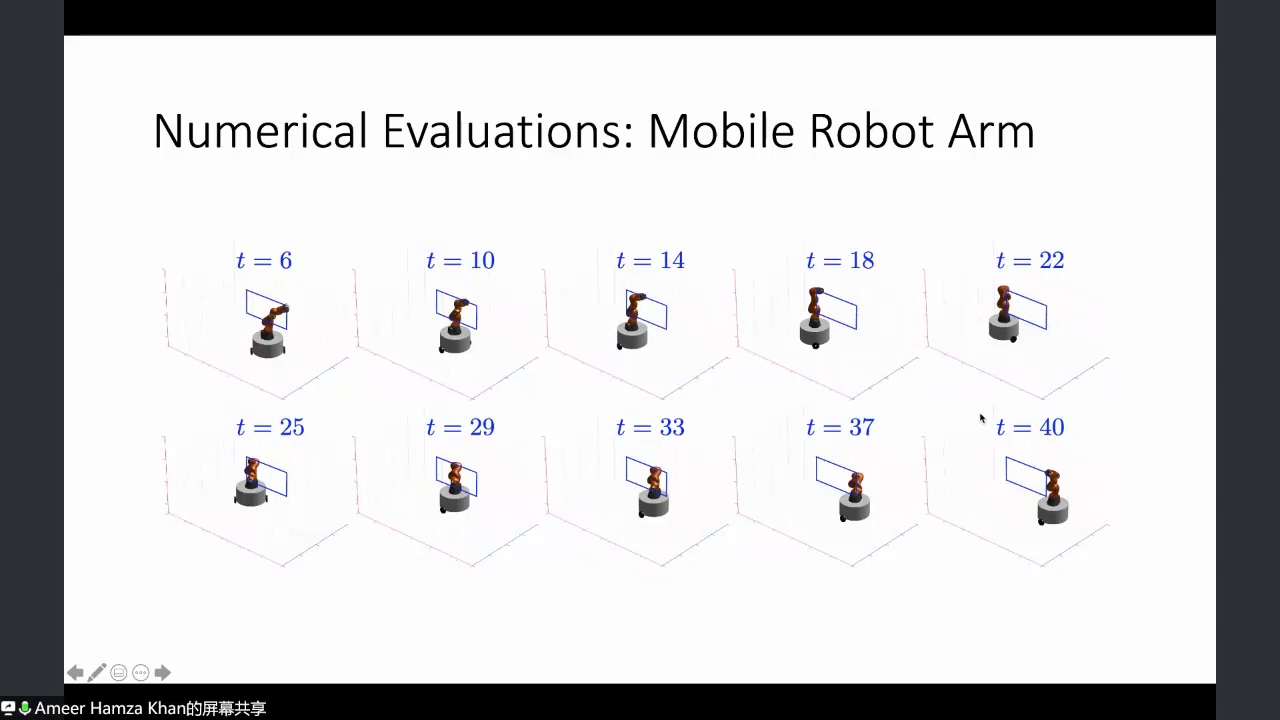 Numerical Evaluations: Mobile Robot Arm
t = 6
t = 10
t = 14
t = 18
t = 22
t = 25
t = 29
t = 33
t = 37
t = 40
Ameer Hamza Khan的屏幕共享